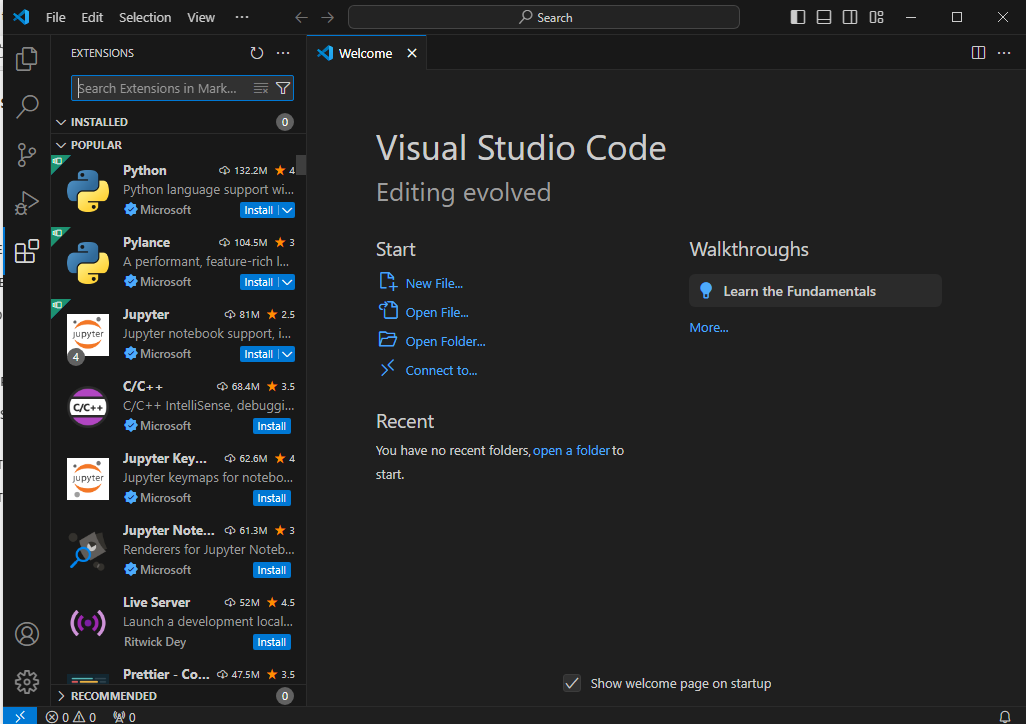 File Edit Selection View ··· Search
EXTENSIONS
Welcome
Search Extensions in Mark...
INSTALLED 0
POPULAR
Python 132.2M 4
Python language support wi...
Microsoft Install
Pylance 104.5M 3
A performant, feature-rich l...
Microsoft Install
Jupyter 81M 2.5
Jupyter notebook support, i...
jupyter
4
Microsoft Install
C/C++ 68.4M 3.5
C/C++ IntelliSense, debuggi...
C/C++
Microsoft Install
Jupyter Key... 62.6M 4
Jupyter keymaps for notebo...
jupyter
Microsoft Install
Jupyter Note... 61.3M 3
Renderers for Jupyter Noteb...
Microsoft Install
Live Server 52M 4.5
Launch a development local...
Ritwick Dey Install
Prettier - Co... 47.5M 3.5
RECOMMENDED 0
Visual Studio Code
Editing evolved
Start
New File...
Open File...
Open Folder...
Connect to...
Recent
You have no recent folders, open a folder to
start.
Walkthroughs
Learn the Fundamentals
More...
Show welcome page on startup
0 0 0